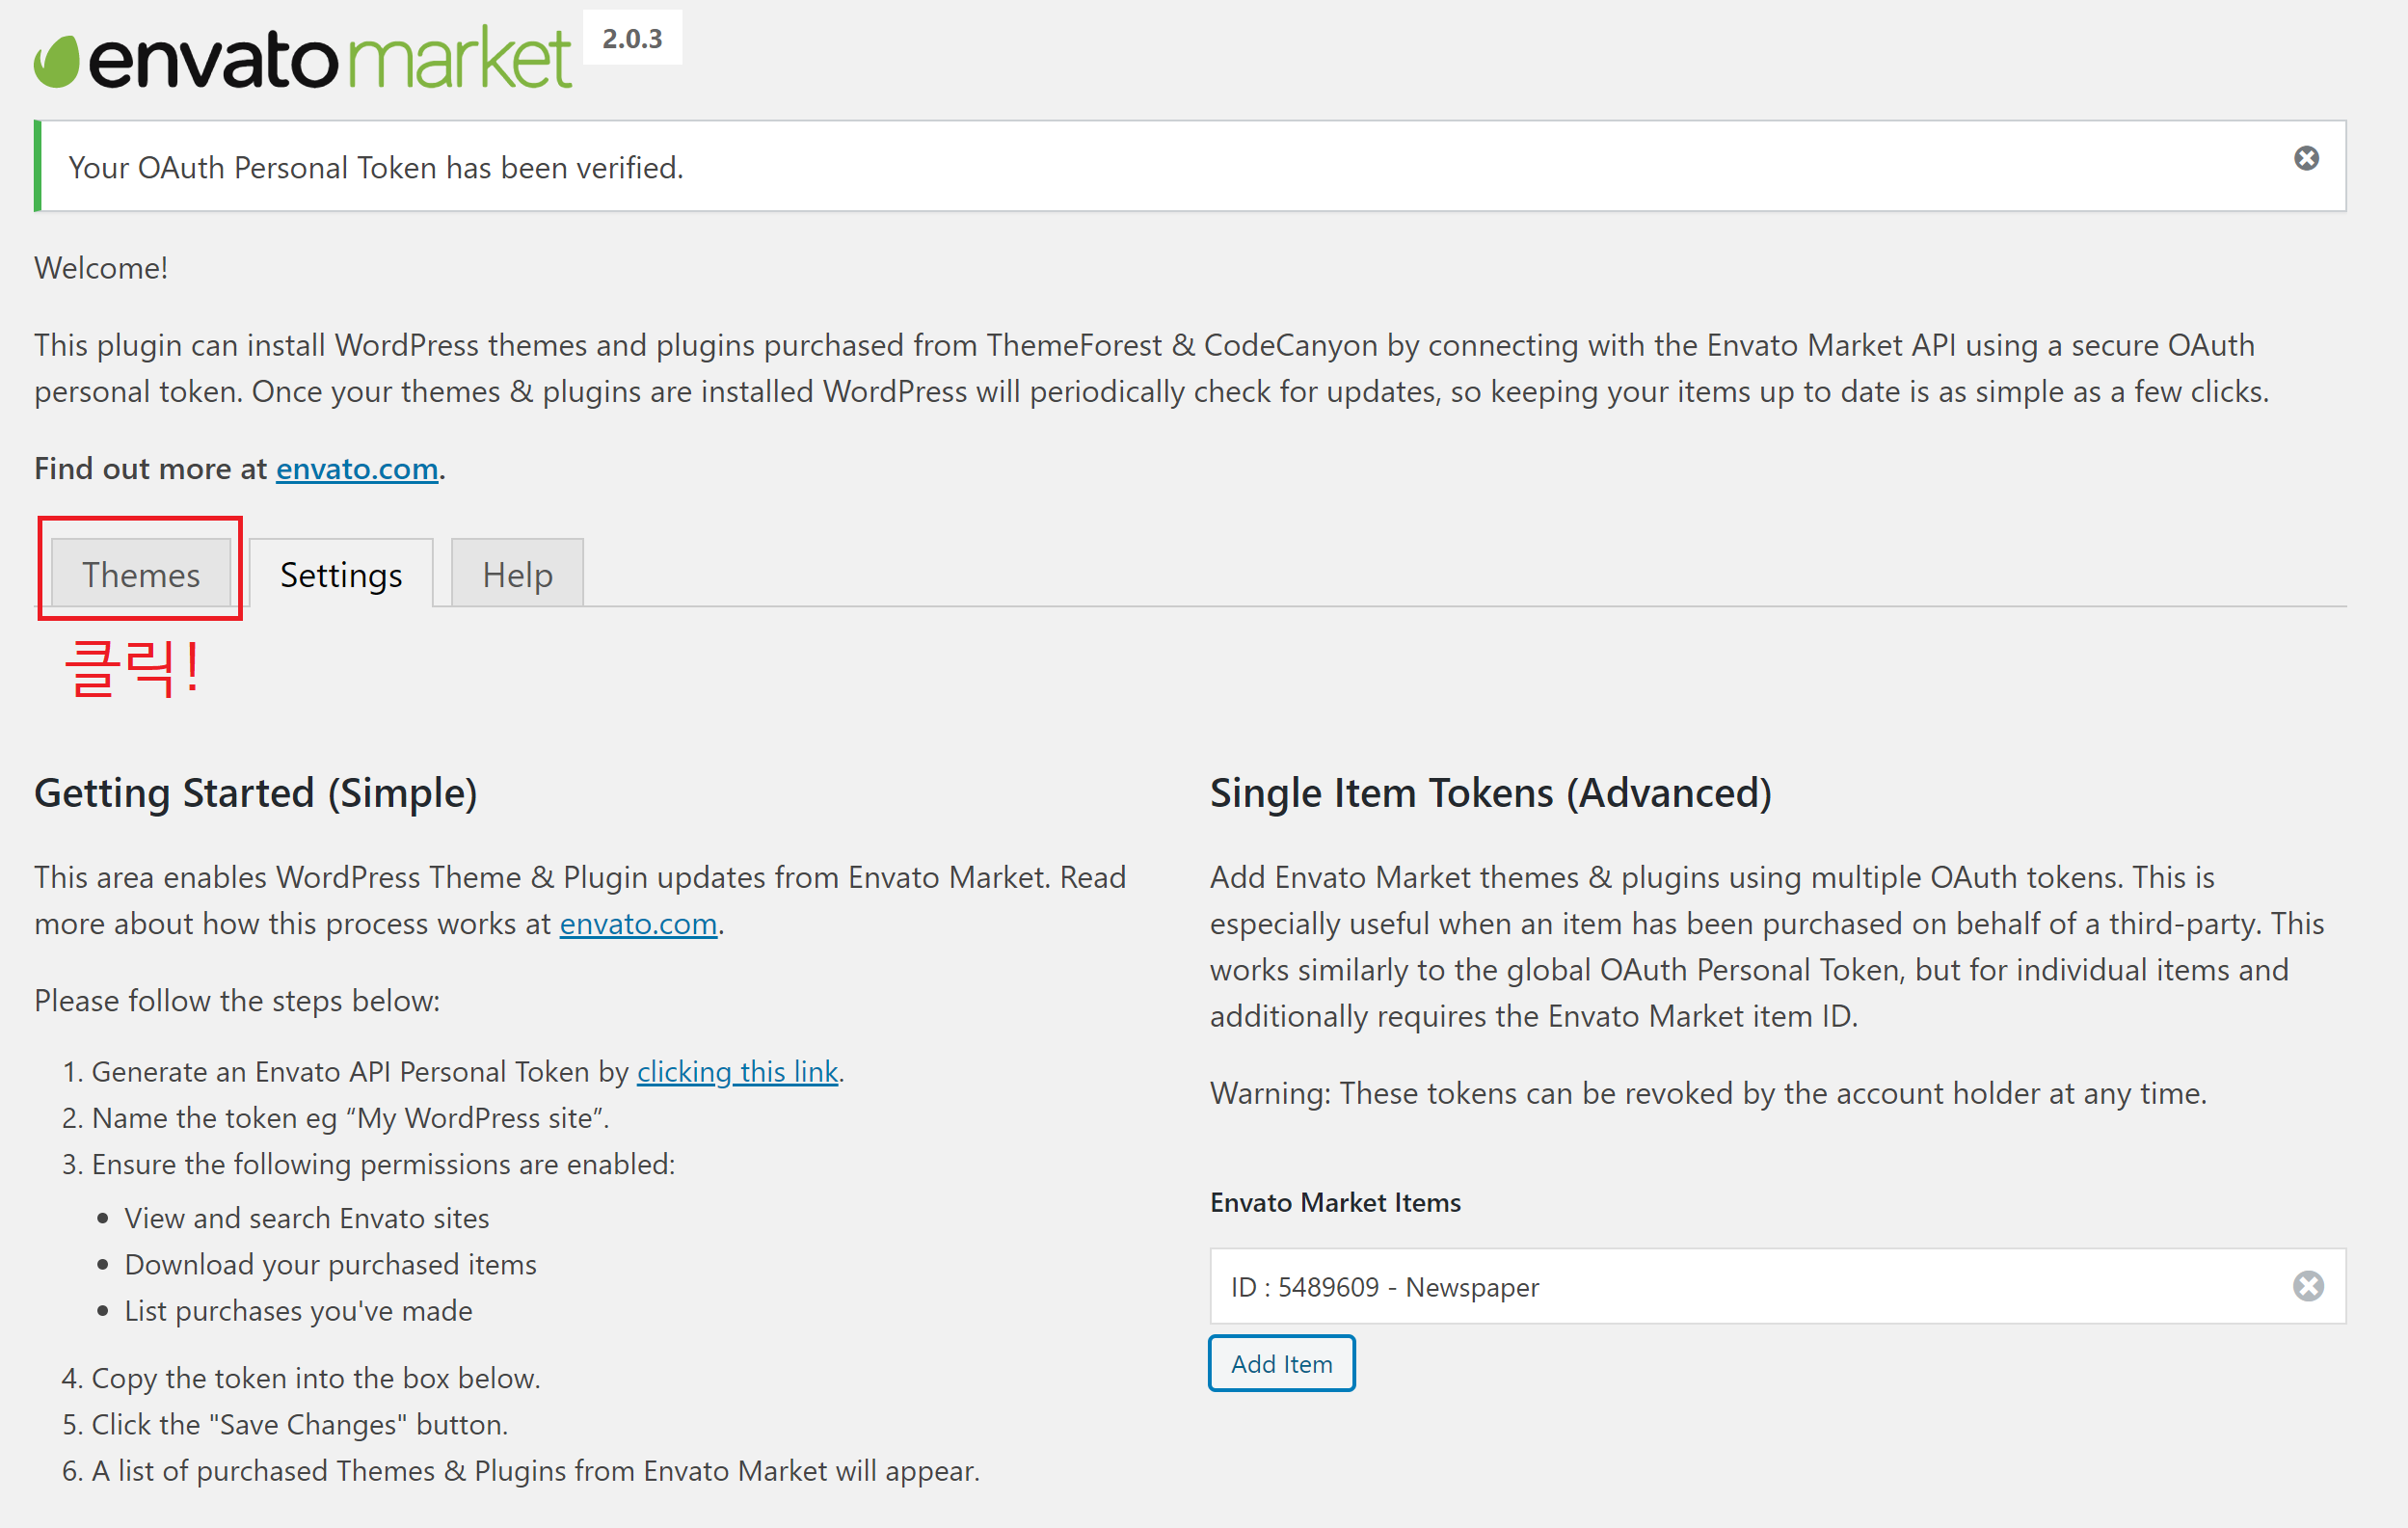 envato market 2.0.3
Your OAuth Personal Token has been verified.
Welcome!
This plugin can install WordPress themes and plugins purchased from ThemeForest & CodeCanyon by connecting with the Envato Market API using a secure OAuth
personal token. Once your themes & plugins are installed WordPress will periodically check for updates, so keeping your items up to date is as simple as a few clicks.
Find out more at envato.com.
Themes Settings Help
클릭!
Getting Started (Simple)
This area enables WordPress Theme & Plugin updates from Envato Market. Read
more about how this process works at envato.com.
Please follow the steps below:
1. Generate an Envato API Personal Token by clicking this link.
2. Name the token eg “My WordPress site”.
3. Ensure the following permissions are enabled:
• View and search Envato sites
• Download your purchased items
• List purchases you've made
4. Copy the token into the box below.
5. Click the "Save Changes" button.
6. A list of purchased Themes & Plugins from Envato Market will appear.
Single Item Tokens (Advanced)
Add Envato Market themes & plugins using multiple OAuth tokens. This is
especially useful when an item has been purchased on behalf of a third-party. This
works similarly to the global OAuth Personal Token, but for individual items and
additionally requires the Envato Market item ID.
Warning: These tokens can be revoked by the account holder at any time.
Envato Market Items
ID : 5489609 - Newspaper
Add Item